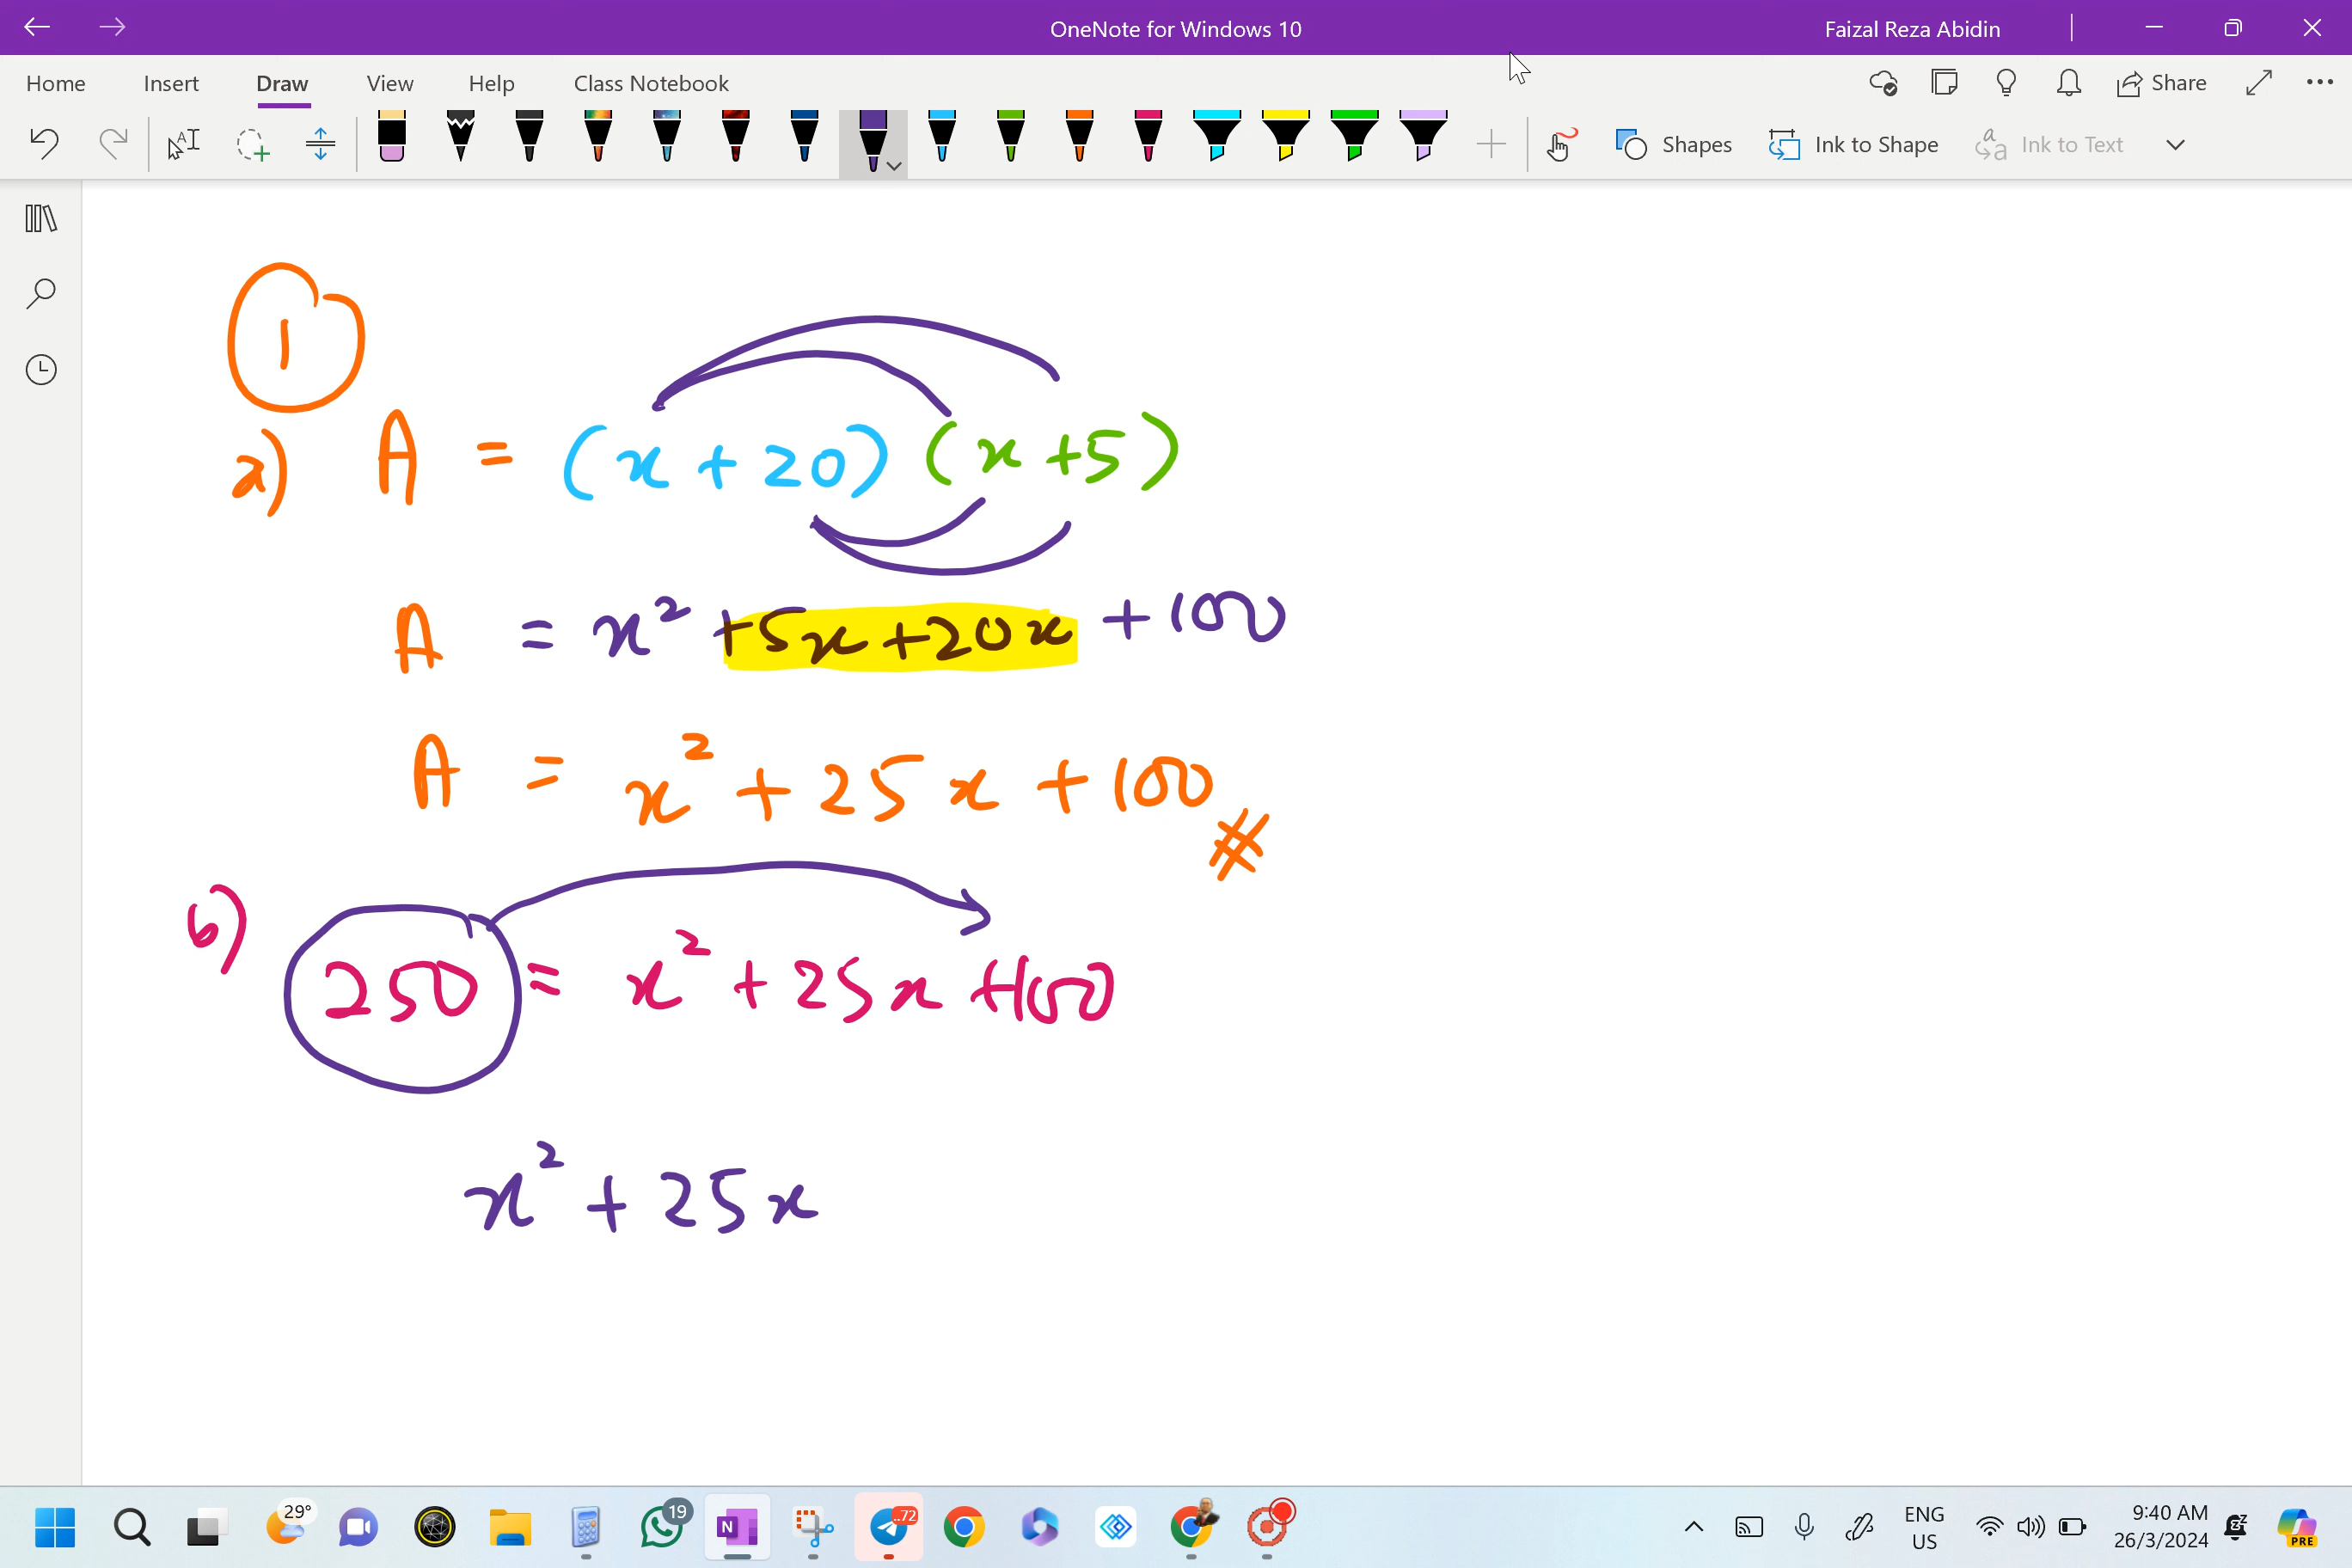 OneNote for Windows 10
Faizal Reza Abidin
Home Insert Draw View Help Class Notebook
Share
Shapes Ink to Shape Ink to Text
1
a) A = (x + 20) (x + 5)
A = x² + 5x + 20x + 100
A = x² + 25x + 100 #
b) 250 = x² + 25x + 100
x² + 25x
29° 19 ..72 ENG 9:40 AM
US 26/3/2024 PRE